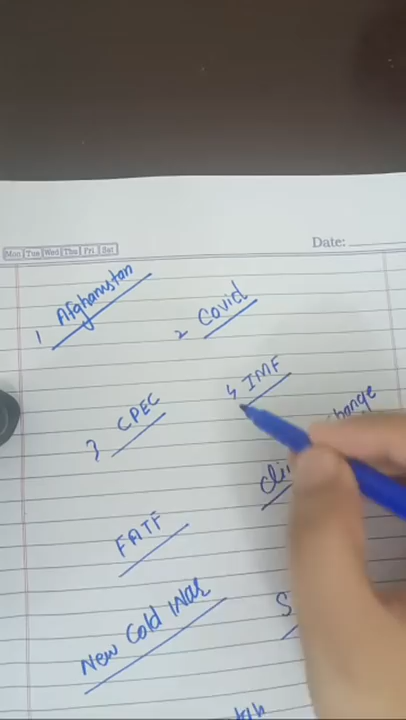 Mon Tue Wed Thu Fri Sat
Date:
1 Afghanistan
2 Covid
3 CPEC
4 IMF
FATF
New Cold War